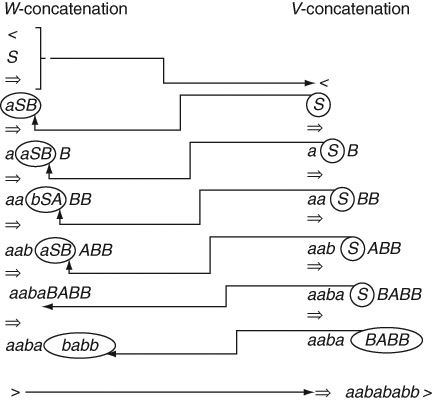 W-concatenation V-concatenation
<
S
⇒ <
aSB S
⇒ ⇒
a aSB B a S B
⇒ ⇒
aa bSA BB aa S BB
⇒ ⇒
aab aSB ABB aab S ABB
⇒ ⇒
aabaBABB aaba S BABB
⇒ ⇒
aaba babb aaba BABB
> ⇒ aabababb >